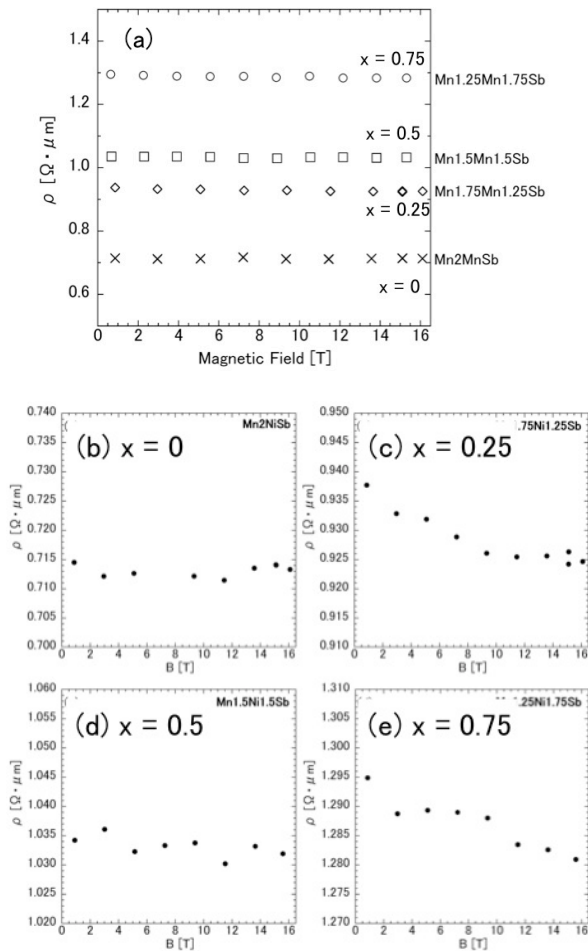 (a)
1.4
1.2
1.0
0.8
0.6
ρ [Ω・μm]
x = 0.75
Mn1.25Mn1.75Sb
x = 0.5
Mn1.5Mn1.5Sb
Mn1.75Mn1.25Sb
x = 0.25
Mn2MnSb
x = 0
0 2 4 6 8 10 12 14 16
Magnetic Field [T]
(b) x = 0
Mn2NiSb
0.740
0.735
0.730
0.725
0.720
0.715
0.710
0.705
0.700
ρ [Ω・μm]
0 2 4 6 8 10 12 14 16
B [T]
(c) x = 0.25
.75Ni1.25Sb
0.950
0.945
0.940
0.935
0.930
0.925
0.920
0.915
0.910
ρ [Ω・μm]
0 2 4 6 8 10 12 14 16
B [T]
(d) x = 0.5
Mn1.5Ni1.5Sb
1.060
1.055
1.050
1.045
1.040
1.035
1.030
1.025
1.020
ρ [Ω・μm]
0 2 4 6 8 10 12 14 16
B [T]
(e) x = 0.75
.25Ni1.75Sb
1.310
1.305
1.300
1.295
1.290
1.285
1.280
1.275
1.270
ρ [Ω・μm]
0 2 4 6 8 10 12 14 16
B [T]